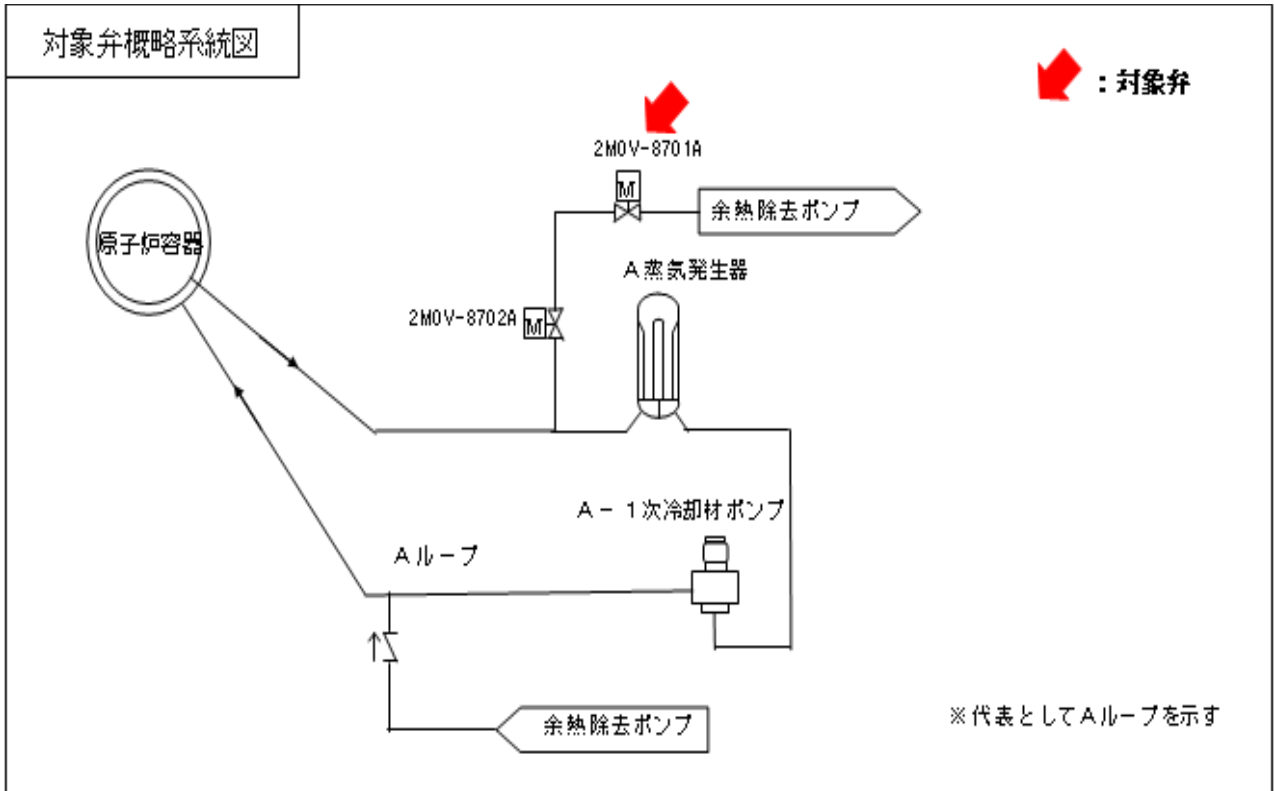 対象弁概略系統図
：対象弁
2MOV-8701A
M
余熱除去ポンプ
原子炉容器
A蒸気発生器
2MOV-8702A
M
A－１次冷却材ポンプ
Aループ
余熱除去ポンプ
※代表としてAループを示す